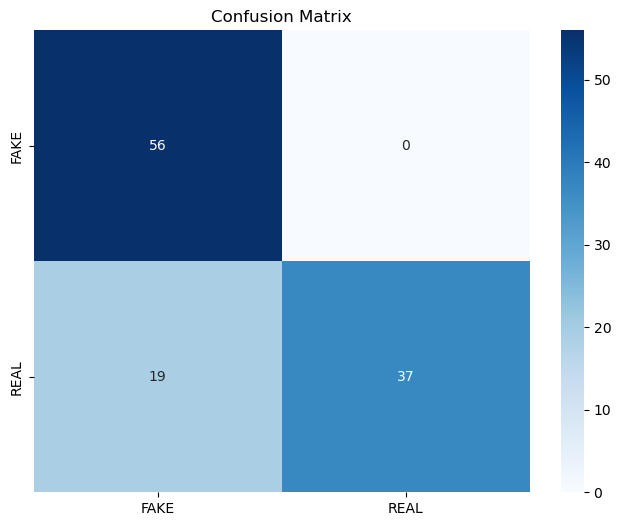 Confusion Matrix
FAKE
56
0
REAL
19
37
FAKE
REAL
50
40
30
20
10
0